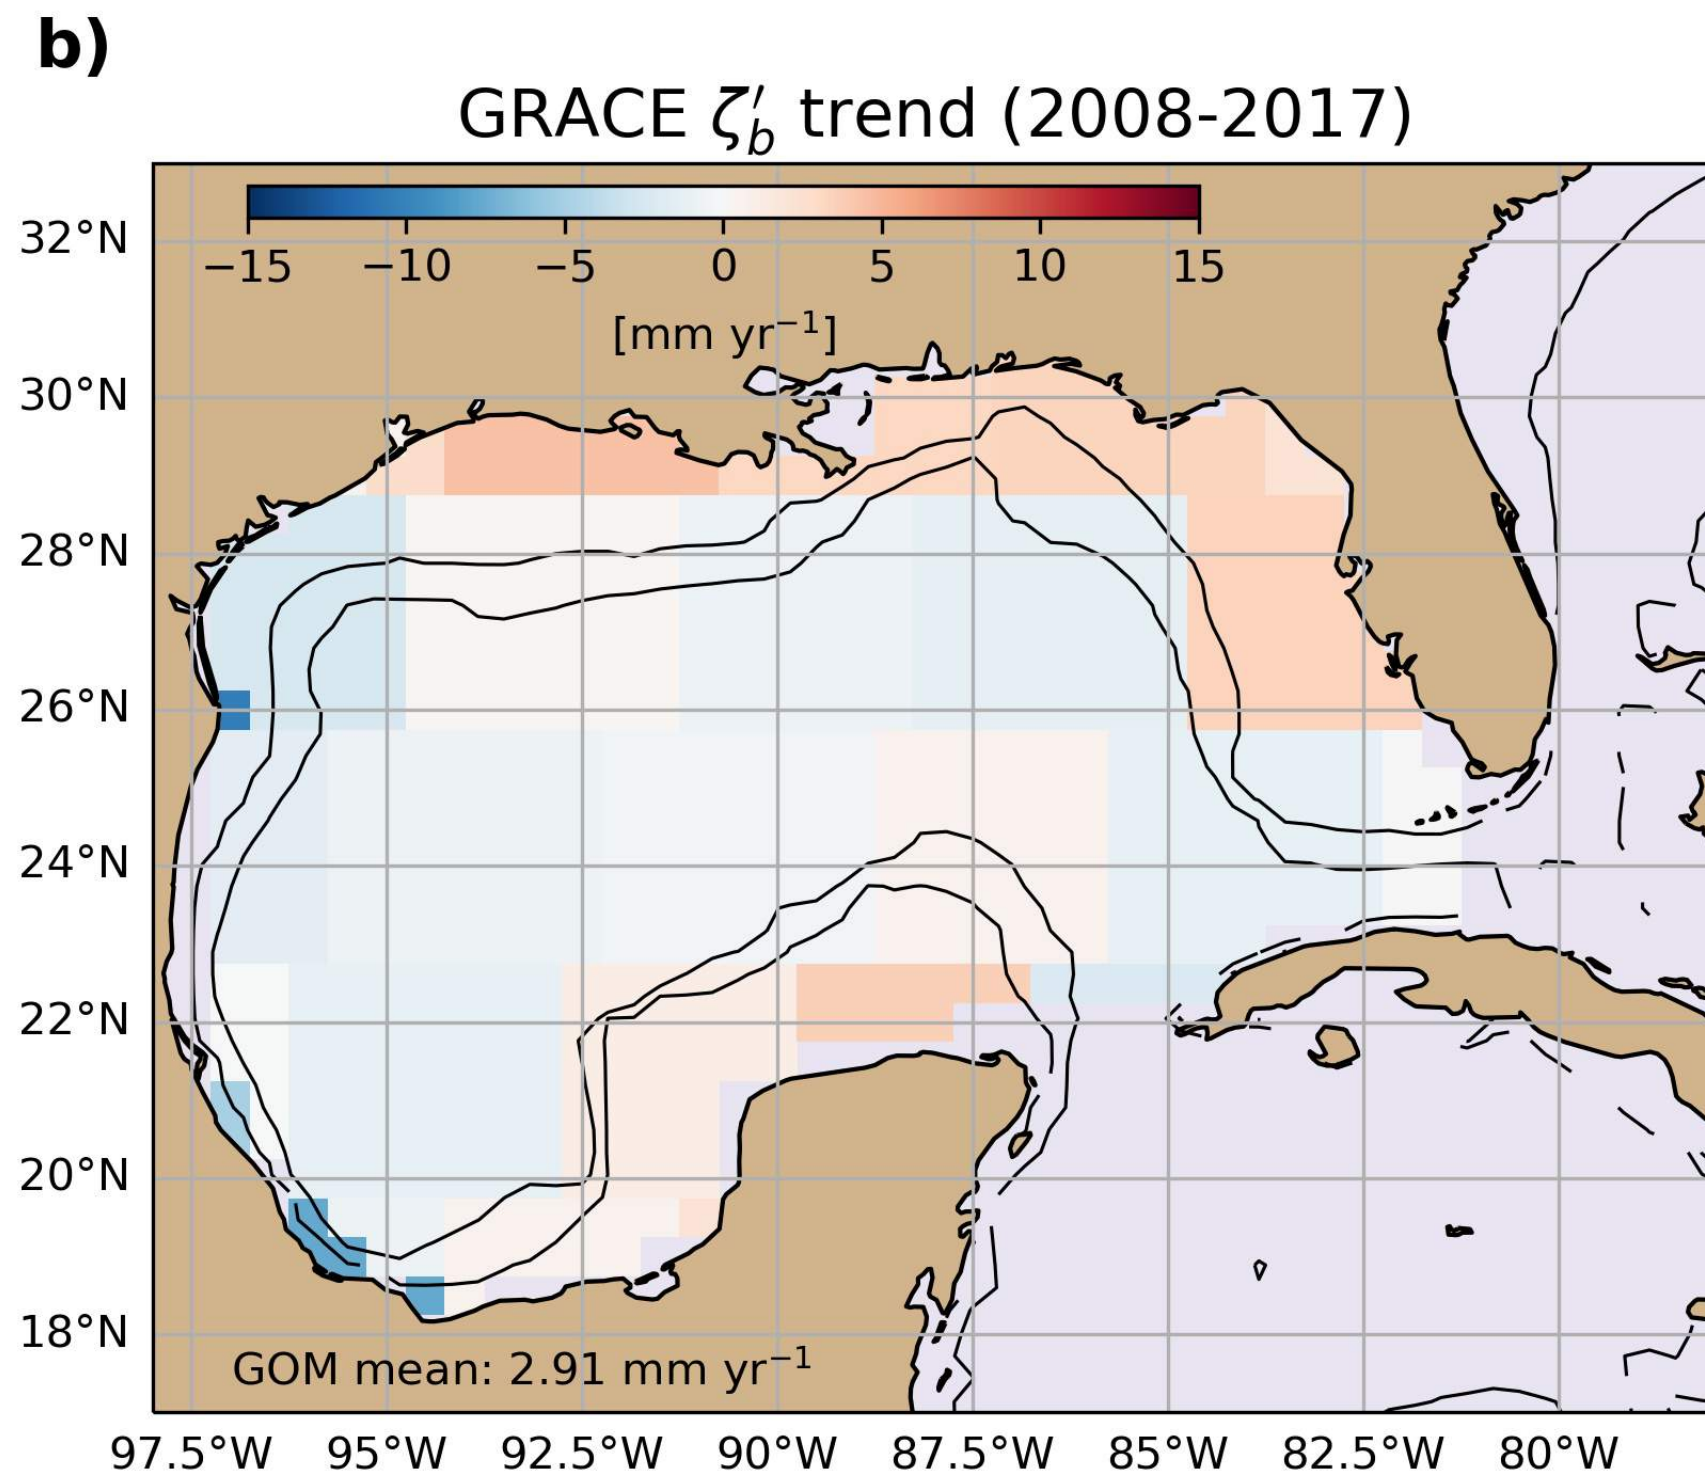 b)
GRACE ζ′b trend (2008-2017)
−15 −10 −5 0 5 10 15
[mm yr−1]
32°N
30°N
28°N
26°N
24°N
22°N
20°N
18°N
GOM mean: 2.91 mm yr−1
97.5°W 95°W 92.5°W 90°W 87.5°W 85°W 82.5°W 80°W